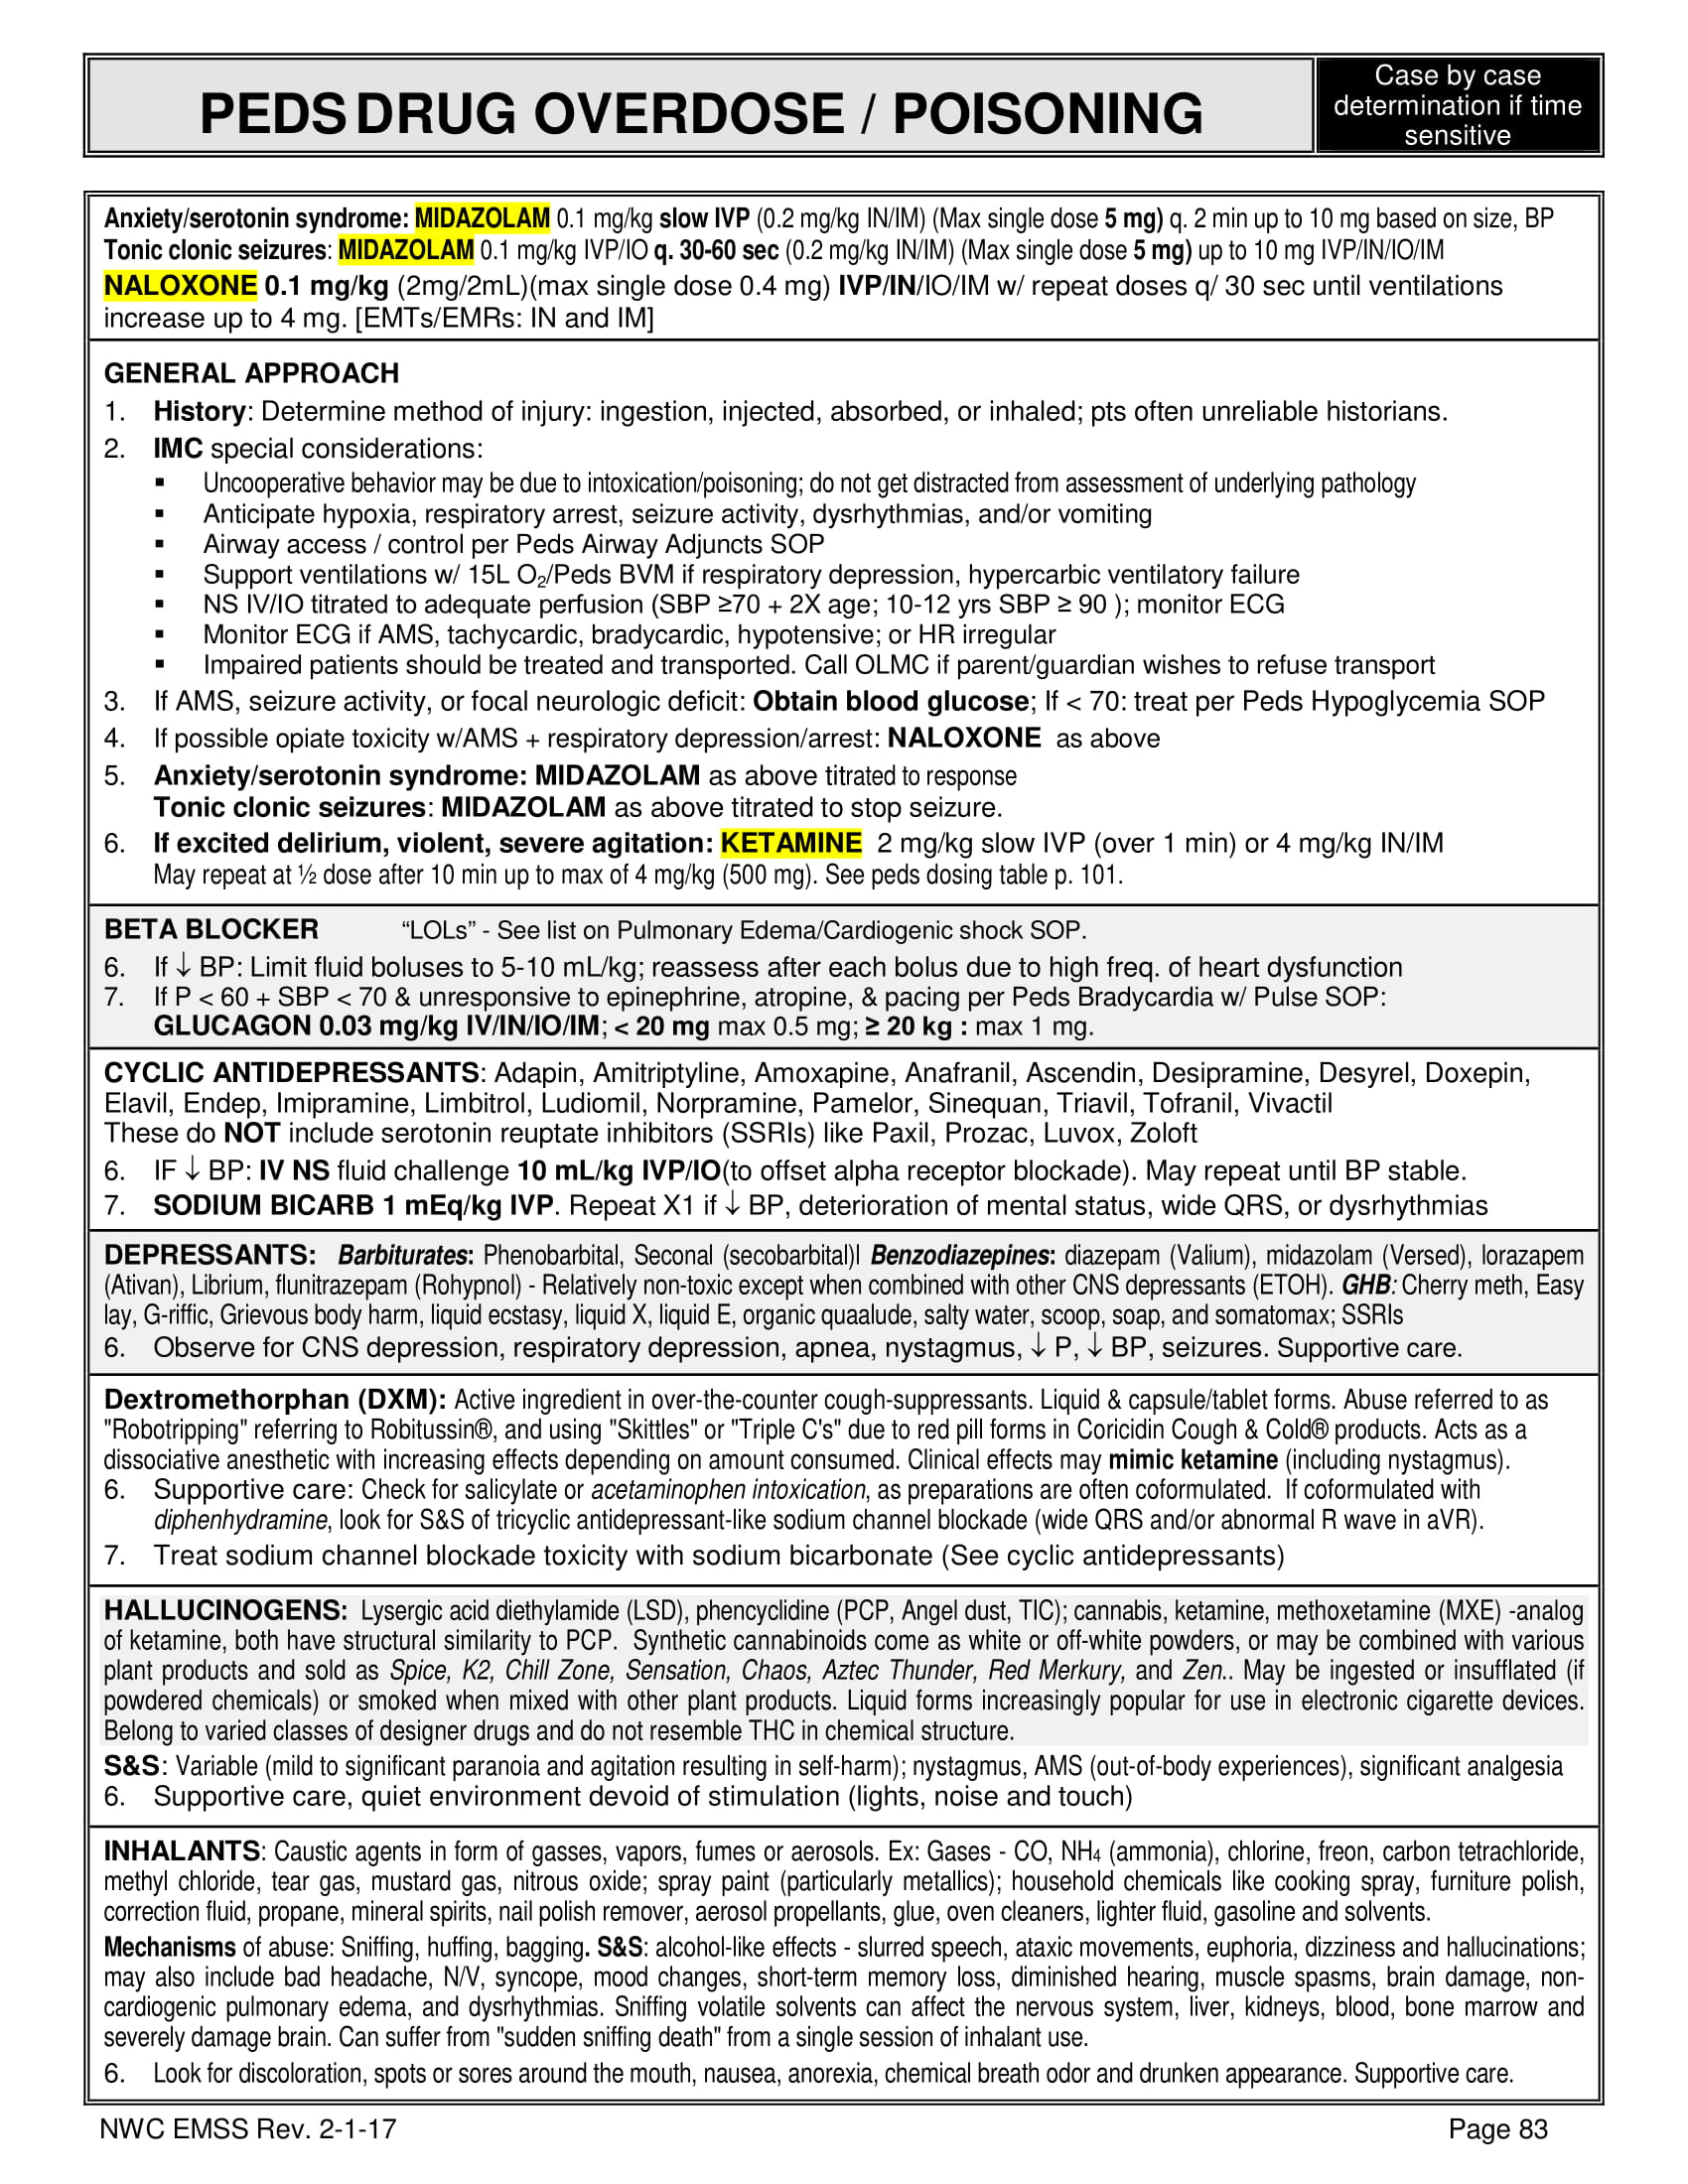 PEDS DRUG OVERDOSE / POISONING
Case by case
determination if time
sensitive
Anxiety/serotonin syndrome: MIDAZOLAM 0.1 mg/kg slow IVP (0.2 mg/kg IN/IM) (Max single dose 5 mg) q. 2 min up to 10 mg based on size, BP
Tonic clonic seizures: MIDAZOLAM 0.1 mg/kg IVP/IO q. 30-60 sec (0.2 mg/kg IN/IM) (Max single dose 5 mg) up to 10 mg IVP/IN/IO/IM
NALOXONE 0.1 mg/kg (2mg/2mL)(max single dose 0.4 mg) IVP/IN/IO/IM w/ repeat doses q/ 30 sec until ventilations
increase up to 4 mg. [EMTs/EMRs: IN and IM]
GENERAL APPROACH
1. History: Determine method of injury: ingestion, injected, absorbed, or inhaled; pts often unreliable historians.
2. IMC special considerations:
▪ Uncooperative behavior may be due to intoxication/poisoning; do not get distracted from assessment of underlying pathology
▪ Anticipate hypoxia, respiratory arrest, seizure activity, dysrhythmias, and/or vomiting
▪ Airway access / control per Peds Airway Adjuncts SOP
▪ Support ventilations w/ 15L O2/Peds BVM if respiratory depression, hypercarbic ventilatory failure
▪ NS IV/IO titrated to adequate perfusion (SBP ≥70 + 2X age; 10-12 yrs SBP ≥ 90 ); monitor ECG
▪ Monitor ECG if AMS, tachycardic, bradycardic, hypotensive; or HR irregular
▪ Impaired patients should be treated and transported. Call OLMC if parent/guardian wishes to refuse transport
3. If AMS, seizure activity, or focal neurologic deficit: Obtain blood glucose; If < 70: treat per Peds Hypoglycemia SOP
4. If possible opiate toxicity w/AMS + respiratory depression/arrest: NALOXONE as above
5. Anxiety/serotonin syndrome: MIDAZOLAM as above titrated to response
Tonic clonic seizures: MIDAZOLAM as above titrated to stop seizure.
6. If excited delirium, violent, severe agitation: KETAMINE 2 mg/kg slow IVP (over 1 min) or 4 mg/kg IN/IM
May repeat at ½ dose after 10 min up to max of 4 mg/kg (500 mg). See peds dosing table p. 101.
BETA BLOCKER “LOLs” - See list on Pulmonary Edema/Cardiogenic shock SOP.
6. If ↓ BP: Limit fluid boluses to 5-10 mL/kg; reassess after each bolus due to high freq. of heart dysfunction
7. If P < 60 + SBP < 70 & unresponsive to epinephrine, atropine, & pacing per Peds Bradycardia w/ Pulse SOP:
GLUCAGON 0.03 mg/kg IV/IN/IO/IM; < 20 mg max 0.5 mg; ≥ 20 kg : max 1 mg.
CYCLIC ANTIDEPRESSANTS: Adapin, Amitriptyline, Amoxapine, Anafranil, Ascendin, Desipramine, Desyrel, Doxepin,
Elavil, Endep, Imipramine, Limbitrol, Ludiomil, Norpramine, Pamelor, Sinequan, Triavil, Tofranil, Vivactil
These do NOT include serotonin reuptate inhibitors (SSRIs) like Paxil, Prozac, Luvox, Zoloft
6. IF ↓ BP: IV NS fluid challenge 10 mL/kg IVP/IO(to offset alpha receptor blockade). May repeat until BP stable.
7. SODIUM BICARB 1 mEq/kg IVP. Repeat X1 if ↓ BP, deterioration of mental status, wide QRS, or dysrhythmias
DEPRESSANTS: Barbiturates: Phenobarbital, Seconal (secobarbital)l Benzodiazepines: diazepam (Valium), midazolam (Versed), lorazapem
(Ativan), Librium, flunitrazepam (Rohypnol) - Relatively non-toxic except when combined with other CNS depressants (ETOH). GHB: Cherry meth, Easy
lay, G-riffic, Grievous body harm, liquid ecstasy, liquid X, liquid E, organic quaalude, salty water, scoop, soap, and somatomax; SSRIs
6. Observe for CNS depression, respiratory depression, apnea, nystagmus, ↓ P, ↓ BP, seizures. Supportive care.
Dextromethorphan (DXM): Active ingredient in over-the-counter cough-suppressants. Liquid & capsule/tablet forms. Abuse referred to as
"Robotripping" referring to Robitussin®, and using "Skittles" or "Triple C's" due to red pill forms in Coricidin Cough & Cold® products. Acts as a
dissociative anesthetic with increasing effects depending on amount consumed. Clinical effects may mimic ketamine (including nystagmus).
6. Supportive care: Check for salicylate or acetaminophen intoxication, as preparations are often coformulated. If coformulated with
diphenhydramine, look for S&S of tricyclic antidepressant-like sodium channel blockade (wide QRS and/or abnormal R wave in aVR).
7. Treat sodium channel blockade toxicity with sodium bicarbonate (See cyclic antidepressants)
HALLUCINOGENS: Lysergic acid diethylamide (LSD), phencyclidine (PCP, Angel dust, TIC); cannabis, ketamine, methoxetamine (MXE) -analog
of ketamine, both have structural similarity to PCP. Synthetic cannabinoids come as white or off-white powders, or may be combined with various
plant products and sold as Spice, K2, Chill Zone, Sensation, Chaos, Aztec Thunder, Red Merkury, and Zen.. May be ingested or insufflated (if
powdered chemicals) or smoked when mixed with other plant products. Liquid forms increasingly popular for use in electronic cigarette devices.
Belong to varied classes of designer drugs and do not resemble THC in chemical structure.
S&S: Variable (mild to significant paranoia and agitation resulting in self-harm); nystagmus, AMS (out-of-body experiences), significant analgesia
6. Supportive care, quiet environment devoid of stimulation (lights, noise and touch)
INHALANTS: Caustic agents in form of gasses, vapors, fumes or aerosols. Ex: Gases - CO, NH4 (ammonia), chlorine, freon, carbon tetrachloride,
methyl chloride, tear gas, mustard gas, nitrous oxide; spray paint (particularly metallics); household chemicals like cooking spray, furniture polish,
correction fluid, propane, mineral spirits, nail polish remover, aerosol propellants, glue, oven cleaners, lighter fluid, gasoline and solvents.
Mechanisms of abuse: Sniffing, huffing, bagging. S&S: alcohol-like effects - slurred speech, ataxic movements, euphoria, dizziness and hallucinations;
may also include bad headache, N/V, syncope, mood changes, short-term memory loss, diminished hearing, muscle spasms, brain damage, non-
cardiogenic pulmonary edema, and dysrhythmias. Sniffing volatile solvents can affect the nervous system, liver, kidneys, blood, bone marrow and
severely damage brain. Can suffer from "sudden sniffing death" from a single session of inhalant use.
6. Look for discoloration, spots or sores around the mouth, nausea, anorexia, chemical breath odor and drunken appearance. Supportive care.
NWC EMSS Rev. 2-1-17
Page 83